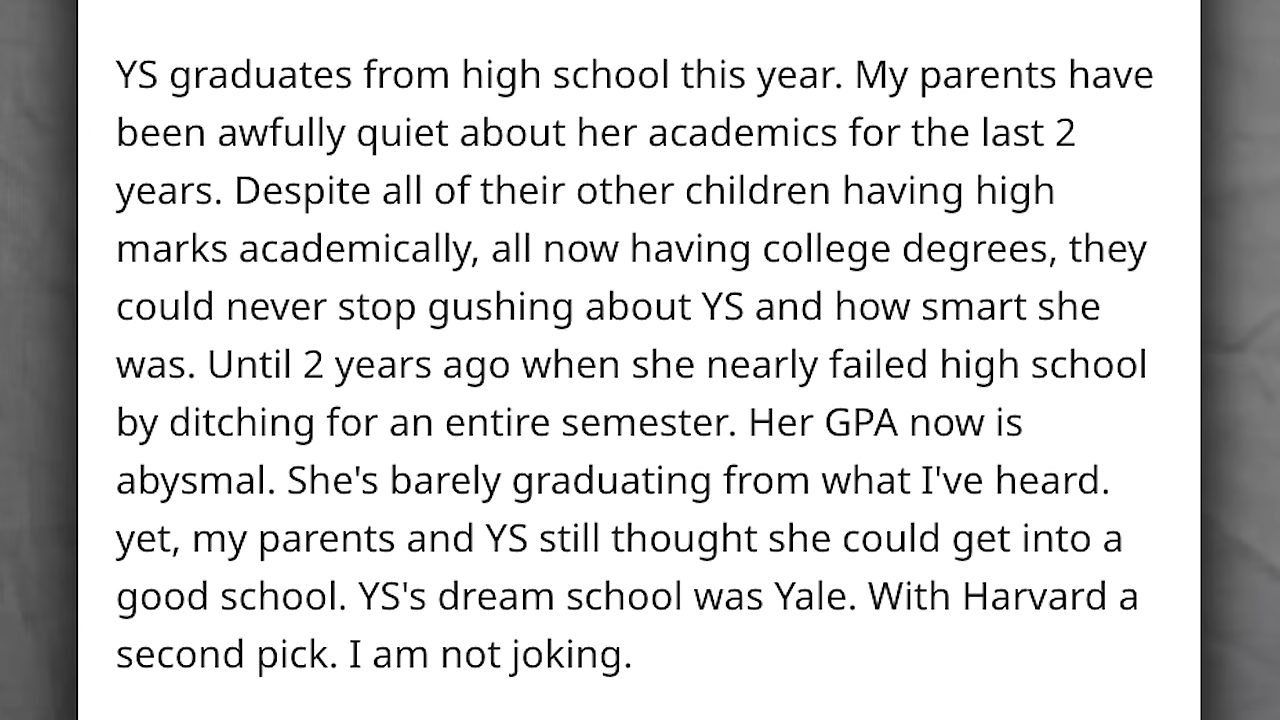 YS graduates from high school this year. My parents have
been awfully quiet about her academics for the last 2
years. Despite all of their other children having high
marks academically, all now having college degrees, they
could never stop gushing about YS and how smart she
was. Until 2 years ago when she nearly failed high school
by ditching for an entire semester. Her GPA now is
abysmal. She's barely graduating from what I've heard.
yet, my parents and YS still thought she could get into a
good school. YS's dream school was Yale. With Harvard a
second pick. I am not joking.